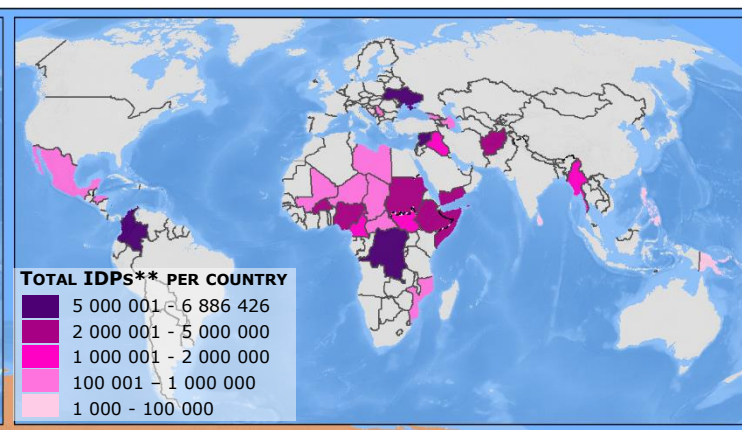 TOTAL IDPS** PER COUNTRY
5 000 001 - 6 886 426
2 000 001 - 5 000 000
1 000 001 - 2 000 000
100 001 – 1 000 000
1 000 - 100 000